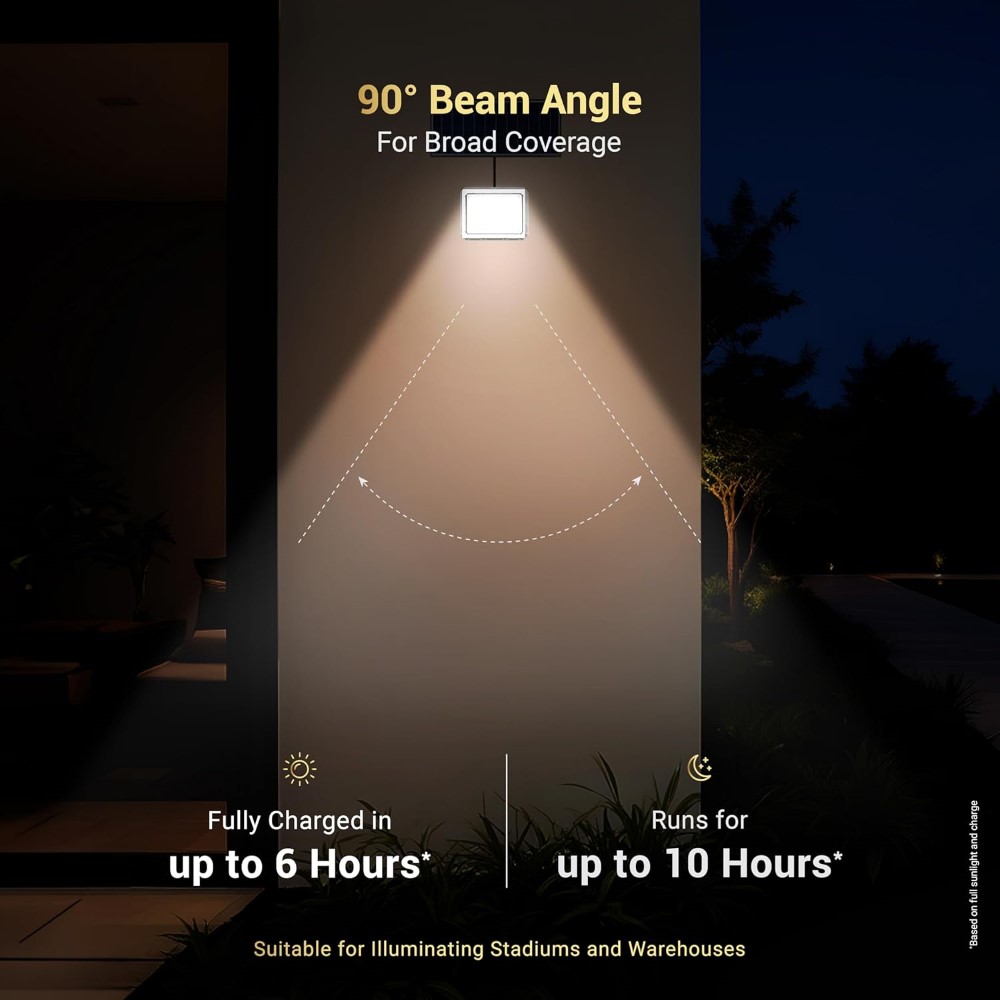 90° Beam Angle
For Broad Coverage
Fully Charged in
up to 6 Hours*
Runs for
up to 10 Hours*
*Based on full sunlight and charge
Suitable for Illuminating Stadiums and Warehouses